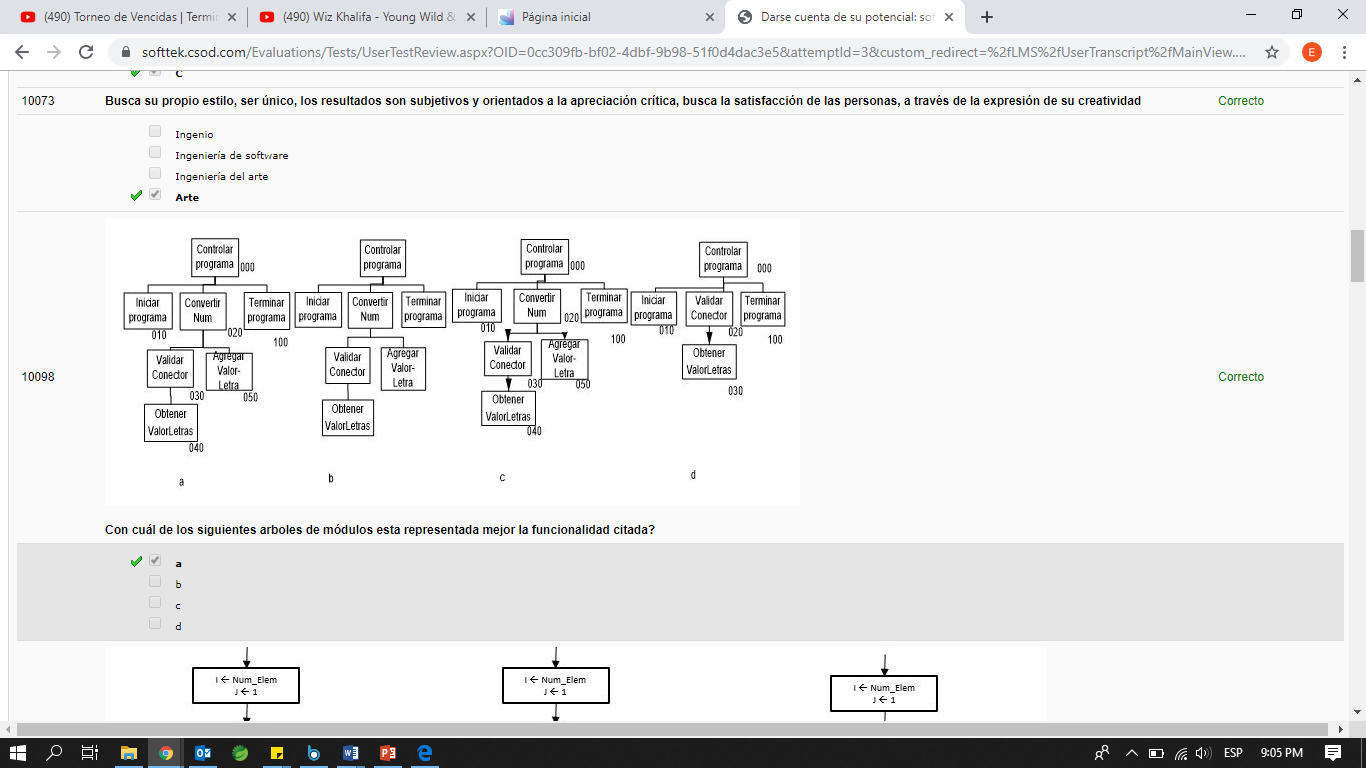 (490) Torneo de Vencidas | Termin
(490) Wiz Khalifa - Young Wild &
Página inicial
Darse cuenta de su potencial: sof
softtek.csod.com/Evaluations/Tests/UserTestReview.aspx?OID=0cc309fb-bf02-4dbf-9b98-51f0d4dac3e5&attemptId=3&custom_redirect=%2fLMS%2fUserTranscript%2fMainView....
E
C
10073
Busca su propio estilo, ser único, los resultados son subjetivos y orientados a la apreciación crítica, busca la satisfacción de las personas, a través de la expresión de su creatividad
Correcto
Ingenio
Ingeniería de software
Ingeniería del arte
Arte
10098
Correcto
Controlar
programa
000
Iniciar
programa
010
Convertir
Num
020
Terminar
programa
100
Validar
Conector
030
Agregar
Valor-
Letra
050
Obtener
ValorLetras
040
a
Controlar
programa
Iniciar
programa
Convertir
Num
Terminar
programa
Validar
Conector
Agregar
Valor-
Letra
Obtener
ValorLetras
b
Controlar
programa
000
Iniciar
programa
010
Convertir
Num
020
Terminar
programa
100
Validar
Conector
030
Agregar
Valor-
Letra
050
Obtener
ValorLetras
040
c
Controlar
programa
000
Iniciar
programa
010
Validar
Conector
020
Terminar
programa
100
Obtener
ValorLetras
030
d
Con cuál de los siguientes arboles de módulos esta representada mejor la funcionalidad citada?
a
b
c
d
I ← Num_Elem
J ← 1
I ← Num_Elem
J ← 1
I ← Num_Elem
J ← 1
ESP
9:05 PM